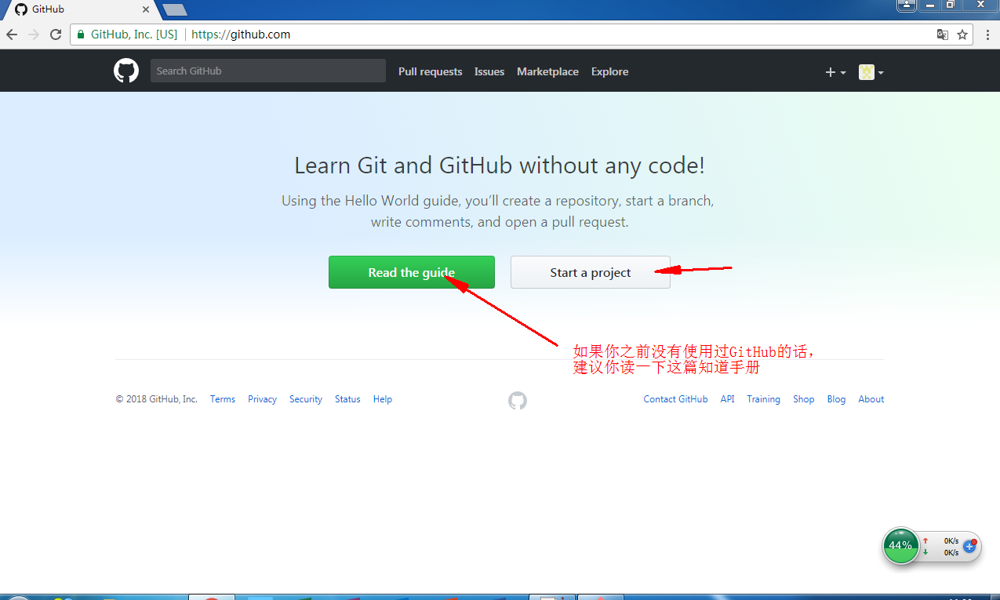 GitHub
GitHub, Inc. [US] https://github.com
Search GitHub
Pull requests Issues Marketplace Explore
Learn Git and GitHub without any code!
Using the Hello World guide, you’ll create a repository, start a branch,
write comments, and open a pull request.
Read the guide Start a project
如果你之前没有使用过GitHub的话，
建议你读一下这篇知道手册
© 2018 GitHub, Inc. Terms Privacy Security Status Help Contact GitHub API Training Shop Blog About
44% 0K/s
0K/s